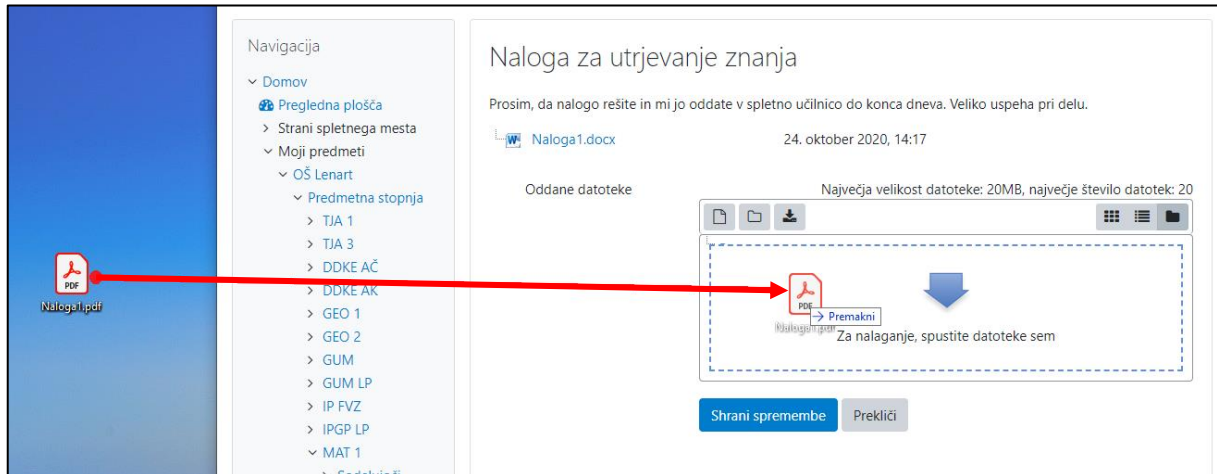 Navigacija
Domov
Pregledna plošča
Strani spletnega mesta
Moji predmeti
OŠ Lenart
Predmetna stopnja
TJA 1
TJA 3
DDKE AČ
DDKE AK
GEO 1
GEO 2
GUM
GUM LP
IP FVZ
IPGP LP
MAT 1
Naloga za utrjevanje znanja
Prosim, da nalogo rešite in mi jo oddate v spletno učilnico do konca dneva. Veliko uspeha pri delu.
Naloga1.docx 24. oktober 2020, 14:17
Oddane datoteke
Največja velikost datoteke: 20MB, največje število datotek: 20
PDF
Naloga1.pdf
PDF
Premakni
Naloga1.pdf
Za nalaganje, spustite datoteke sem
Shrani spremembe Prekliči